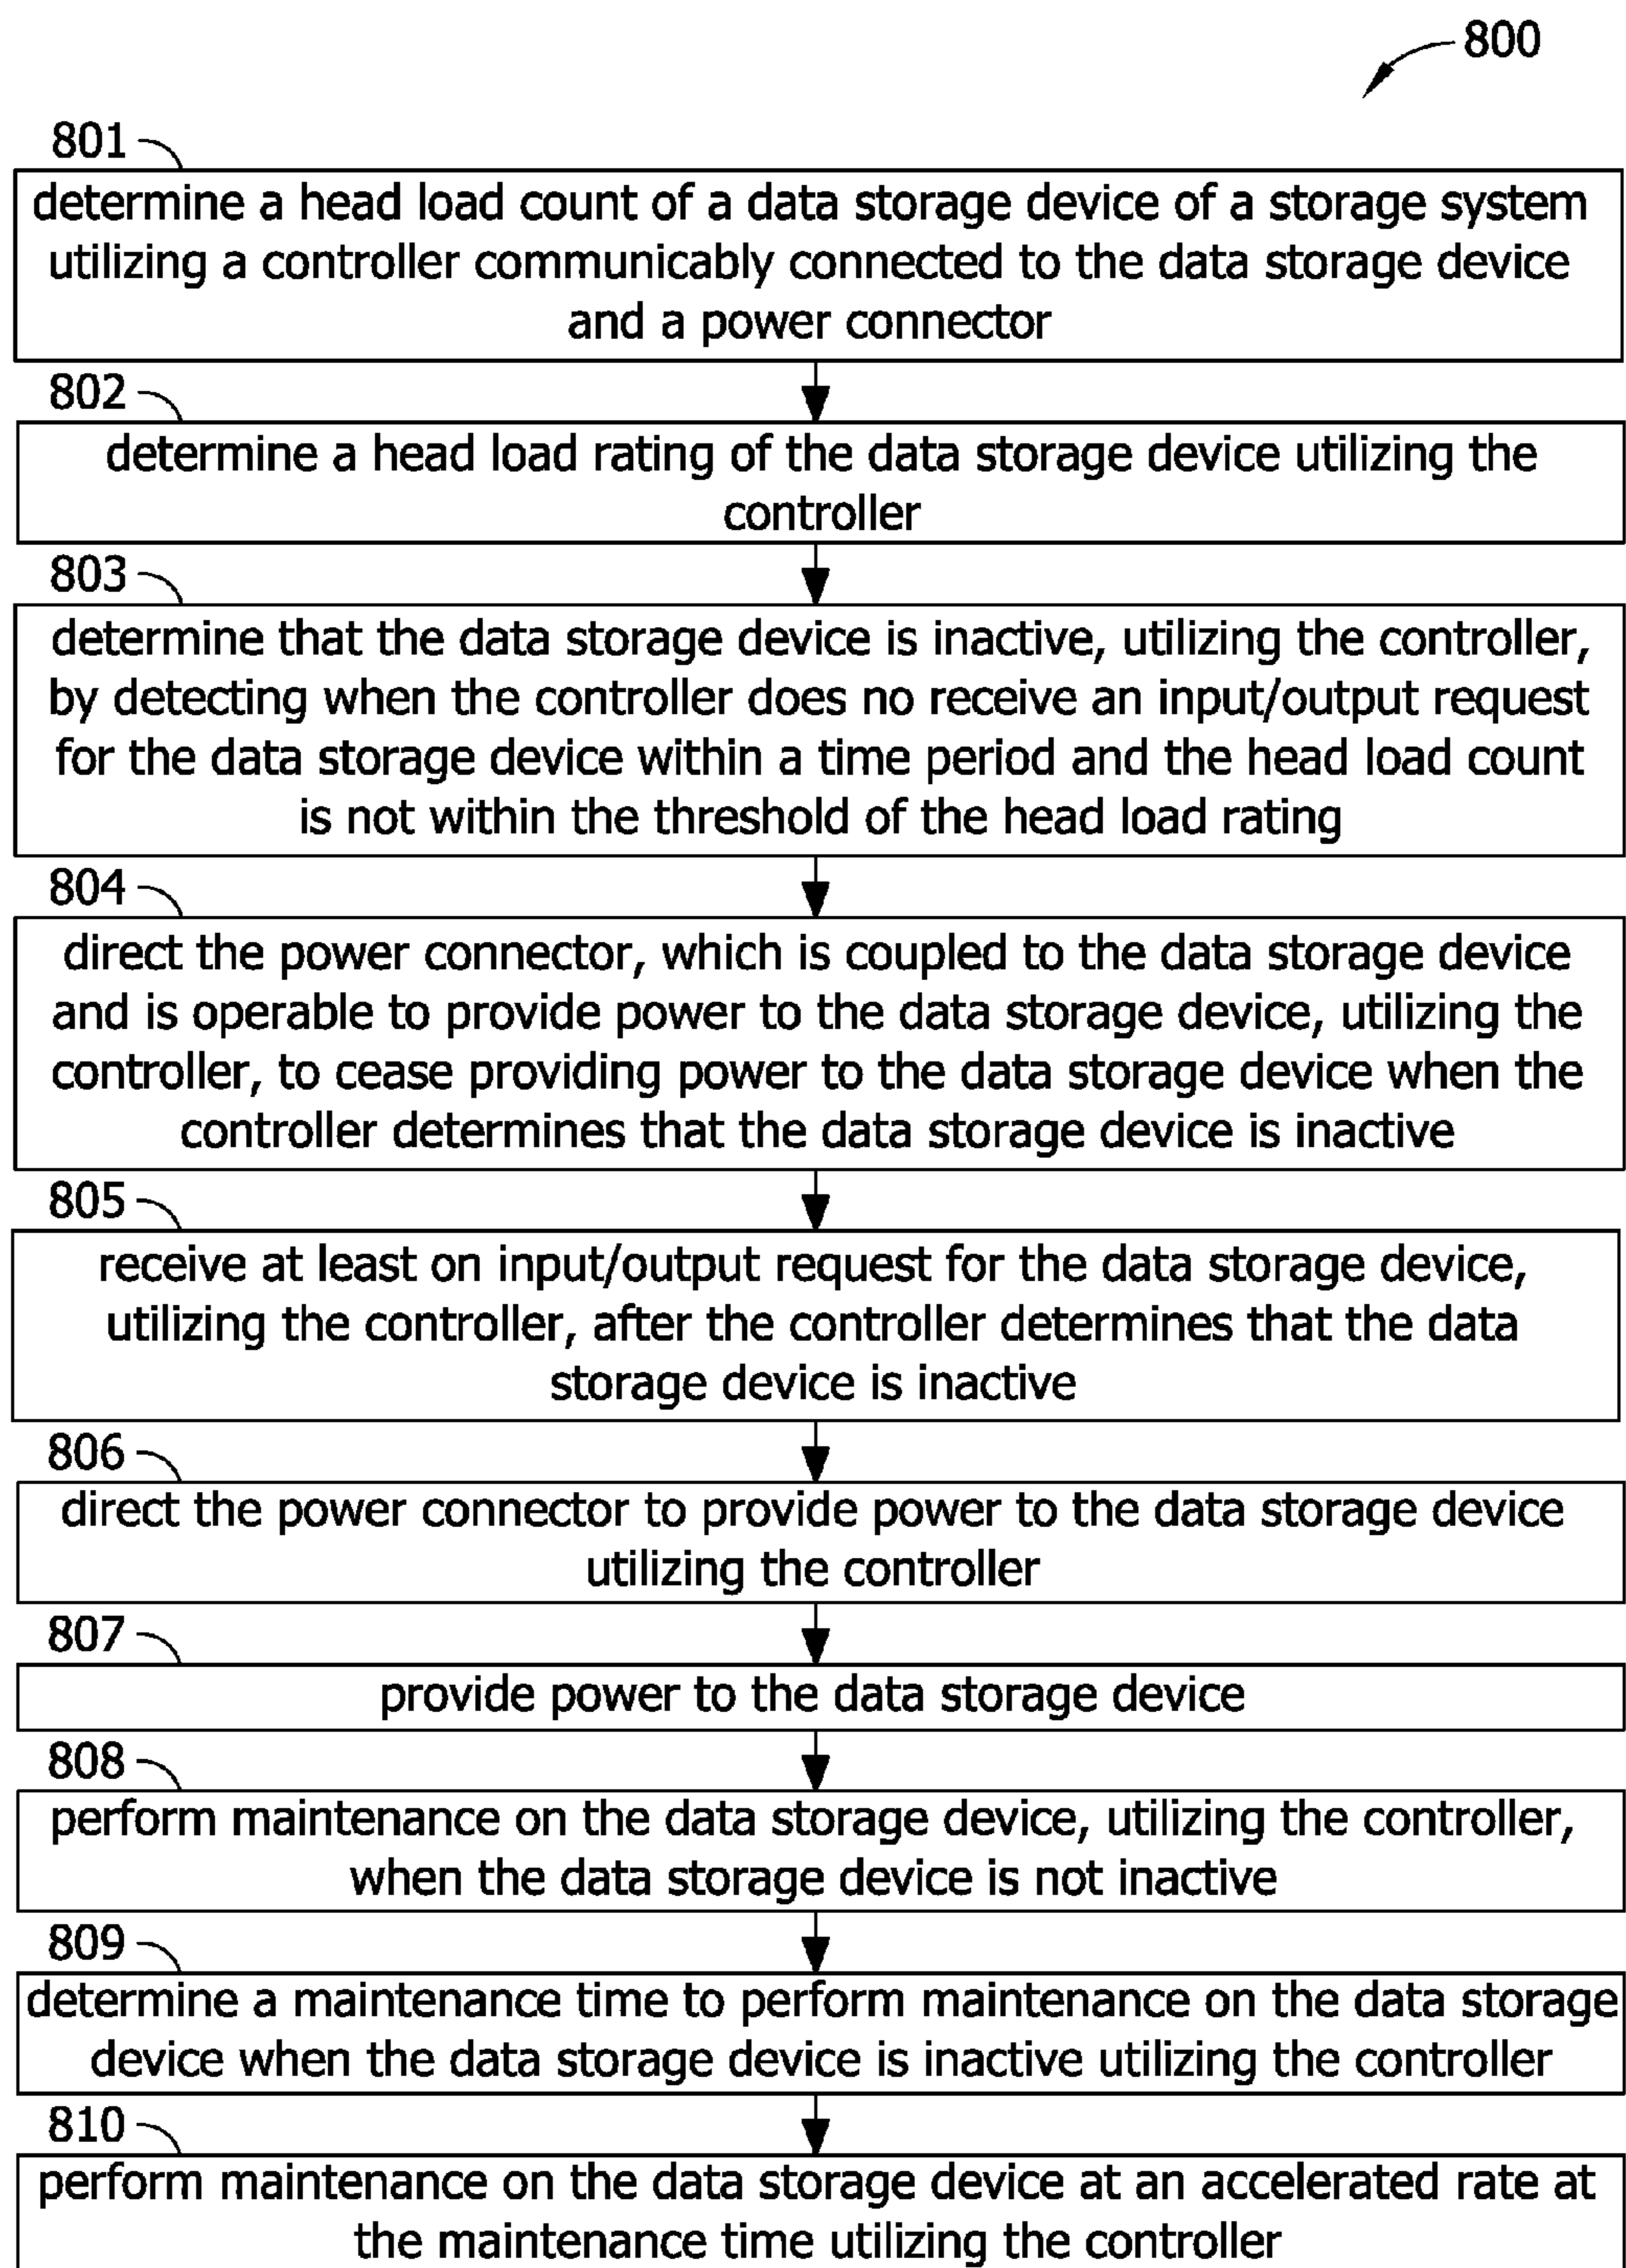 800
801
determine a head load count of a data storage device of a storage system
utilizing a controller communicably connected to the data storage device
and a power connector
802
determine a head load rating of the data storage device utilizing the
controller
803
determine that the data storage device is inactive, utilizing the controller,
by detecting when the controller does no receive an input/output request
for the data storage device within a time period and the head load count
is not within the threshold of the head load rating
804
direct the power connector, which is coupled to the data storage device
and is operable to provide power to the data storage device, utilizing the
controller, to cease providing power to the data storage device when the
controller determines that the data storage device is inactive
805
receive at least on input/output request for the data storage device,
utilizing the controller, after the controller determines that the data
storage device is inactive
806
direct the power connector to provide power to the data storage device
utilizing the controller
807
provide power to the data storage device
808
perform maintenance on the data storage device, utilizing the controller,
when the data storage device is not inactive
809
determine a maintenance time to perform maintenance on the data storage
device when the data storage device is inactive utilizing the controller
810
perform maintenance on the data storage device at an accelerated rate at
the maintenance time utilizing the controller